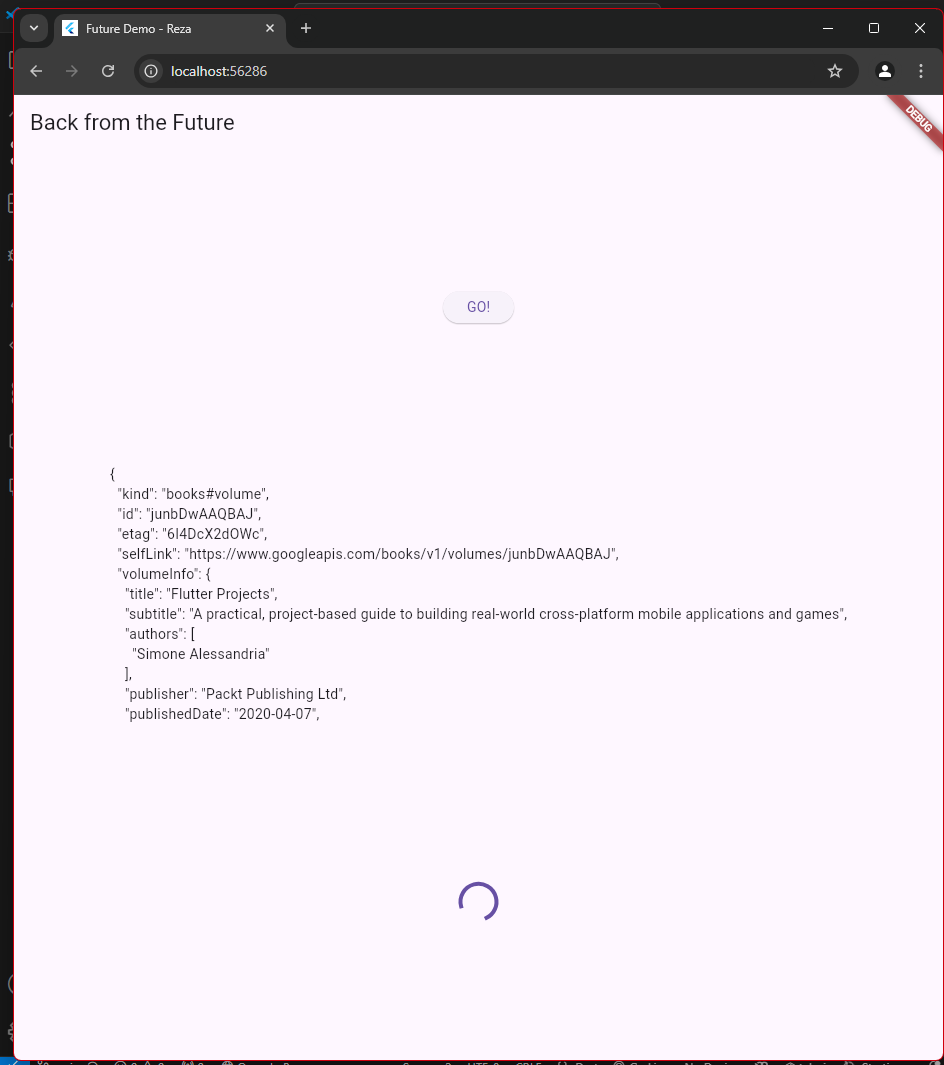 Future Demo - Reza
localhost:56286
Back from the Future
DEBUG
GO!
{
"kind": "books#volume",
"id": "junbDwAAQBAJ",
"etag": "6I4DcX2dOWc",
"selfLink": "https://www.googleapis.com/books/v1/volumes/junbDwAAQBAJ",
"volumeInfo": {
"title": "Flutter Projects",
"subtitle": "A practical, project-based guide to building real-world cross-platform mobile applications and games",
"authors": [
"Simone Alessandria"
],
"publisher": "Packt Publishing Ltd",
"publishedDate": "2020-04-07",